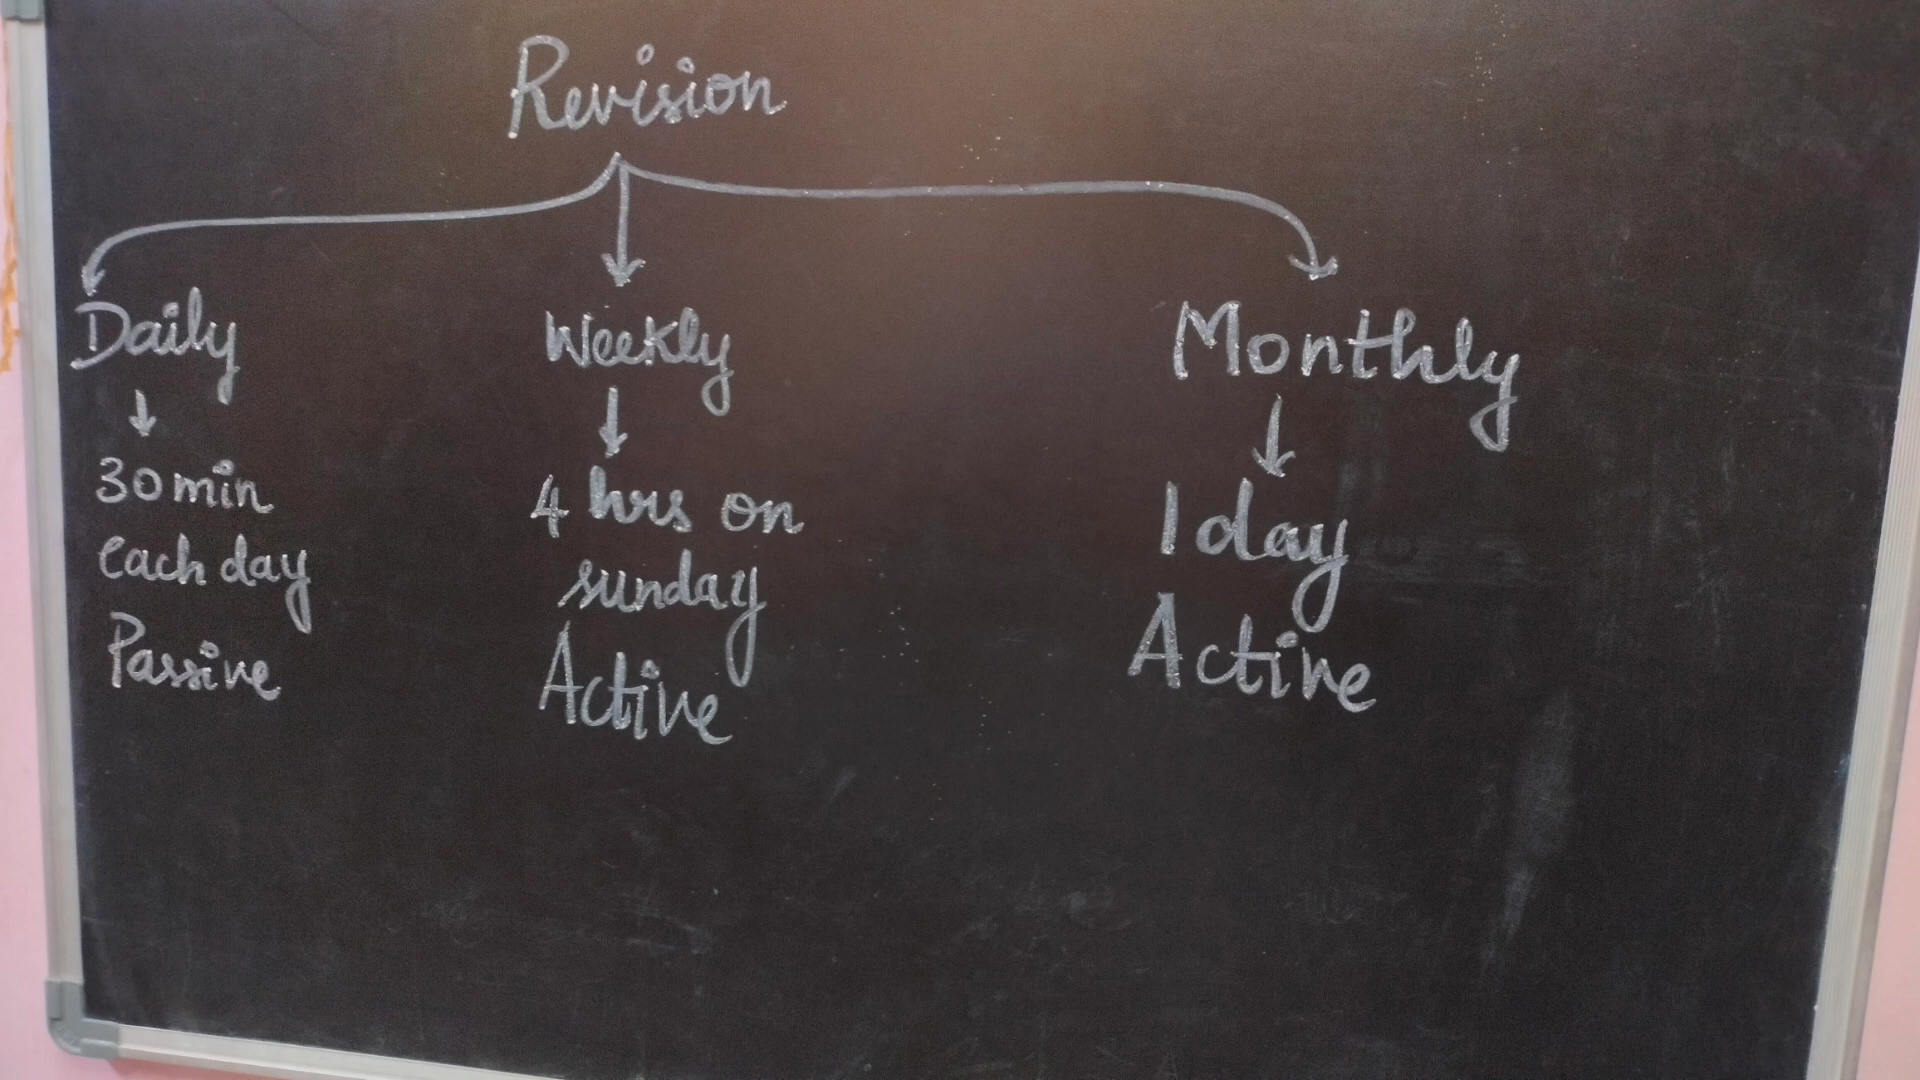 Revision
Daily
30 min
each day
Passive
Weekly
4 hrs on
sunday
Active
Monthly
1 day
Active